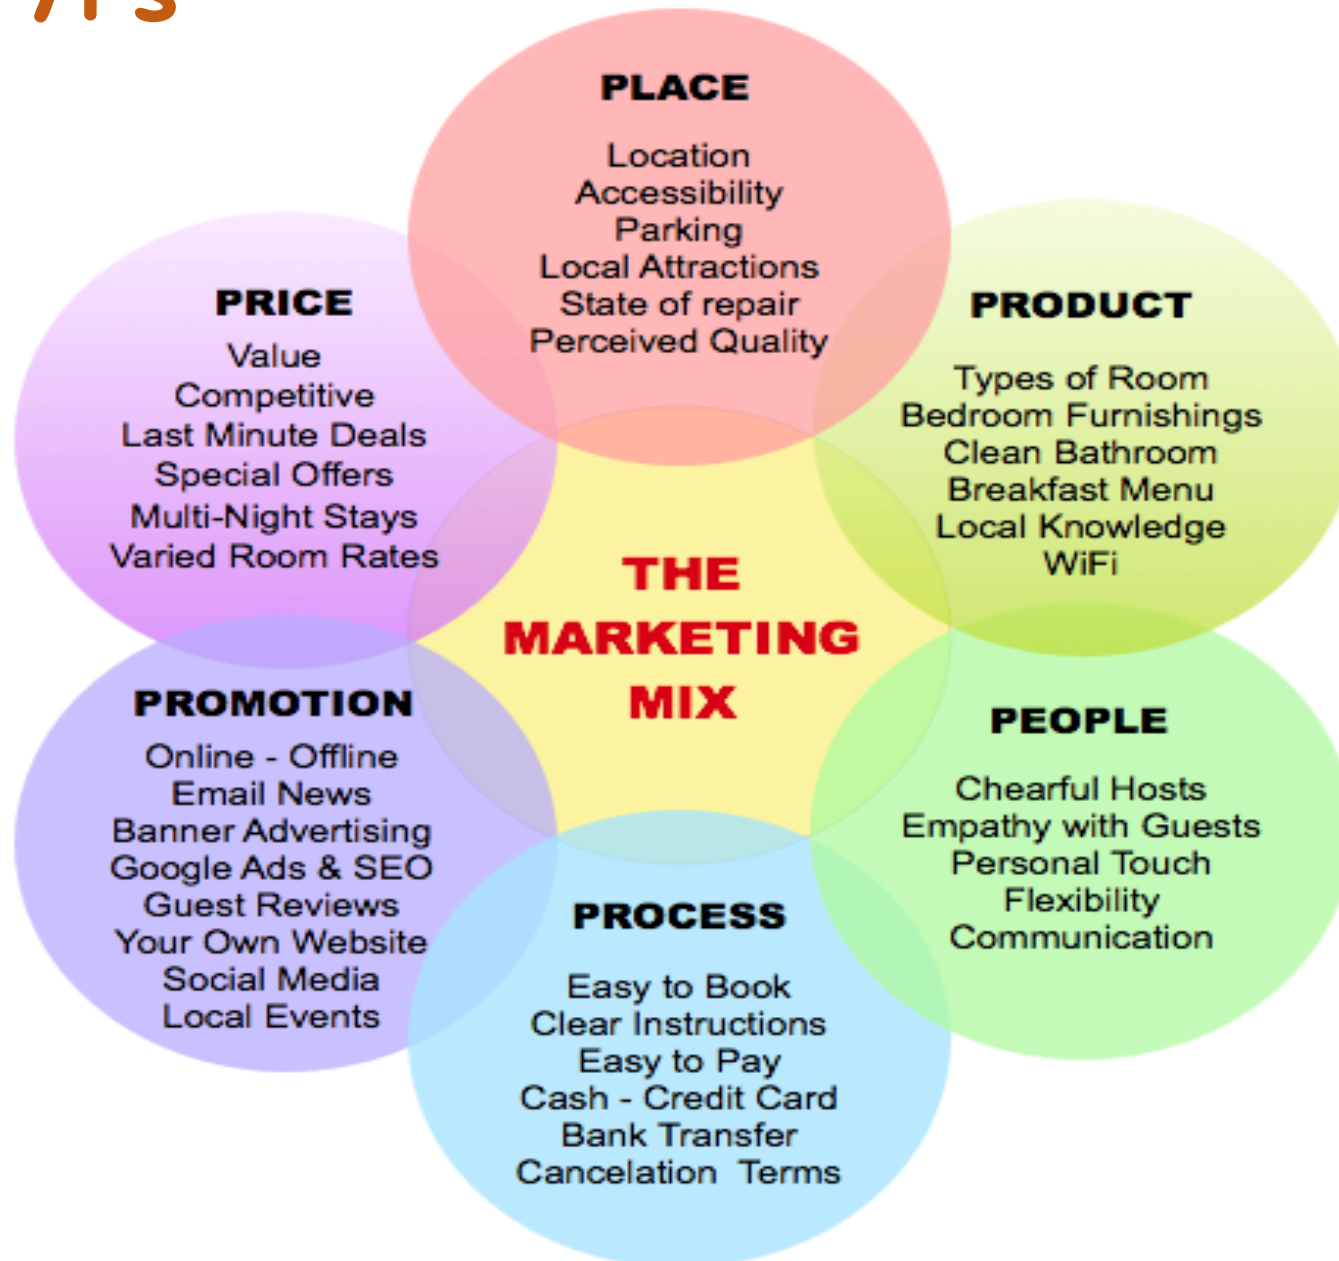 7P's
PLACE
Location
Accessibility
Parking
Local Attractions
State of repair
Perceived Quality
PRICE
Value
Competitive
Last Minute Deals
Special Offers
Multi-Night Stays
Varied Room Rates
PRODUCT
Types of Room
Bedroom Furnishings
Clean Bathroom
Breakfast Menu
Local Knowledge
WiFi
THE
MARKETING
MIX
PROMOTION
Online - Offline
Email News
Banner Advertising
Google Ads & SEO
Guest Reviews
Your Own Website
Social Media
Local Events
PEOPLE
Chearful Hosts
Empathy with Guests
Personal Touch
Flexibility
Communication
PROCESS
Easy to Book
Clear Instructions
Easy to Pay
Cash - Credit Card
Bank Transfer
Cancelation Terms